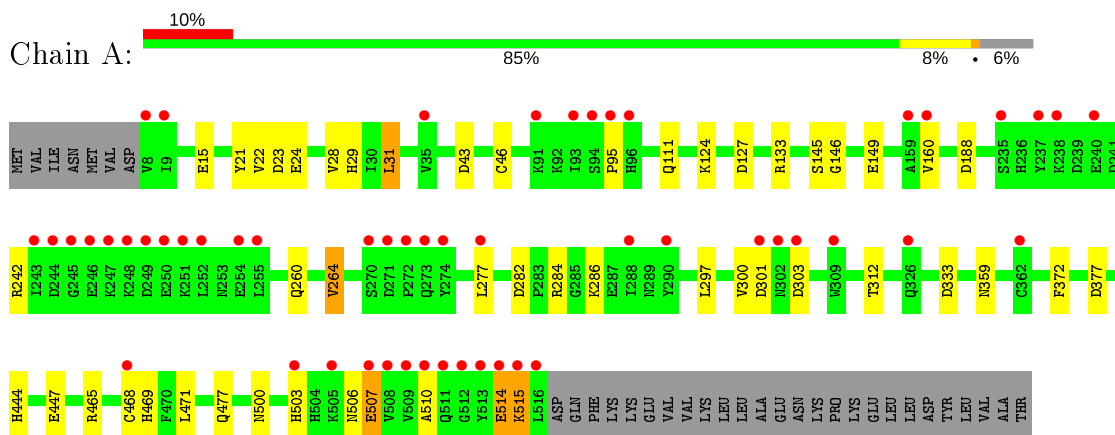 10%
Chain A:
85% 8% • 6%
MET VAL ILE ASN MET VAL ASP V8 I9 E15 Y21 V22 D23 E24 V28 H29 I30 L31 V35 D43 C46 K91 K92 I93 S94 P95 H96 Q111 K124 D127 R133 S145 G146 E149 A159 V160 D188 S235 H236 Y237 K238 D239 E240 D241
R242 I243 D244 G245 E246 K247 K248 D249 E250 K251 L252 N253 E254 L255 Q260 V264 S270 D271 P272 Q273 Y274 L277 D282 P283 R284 G285 K286 E287 I288 N289 Y290 L297 V300 D301 N302 D303 W309 T312 Q326 D333 N359 C362 F372 D377
H444 E447 R465 C468 H469 F470 L471 Q477 N500 H503 H504 K505 N506 E507 V508 V509 A510 Q511 G512 Y513 E514 K515 L516 ASP GLN PHE LYS LYS GLU VAL VAL LYS LEU LEU ALA GLU ASN LYS PRO LYS LYS GLU LEU LEU ASP TYR LEU VAL ALA THR